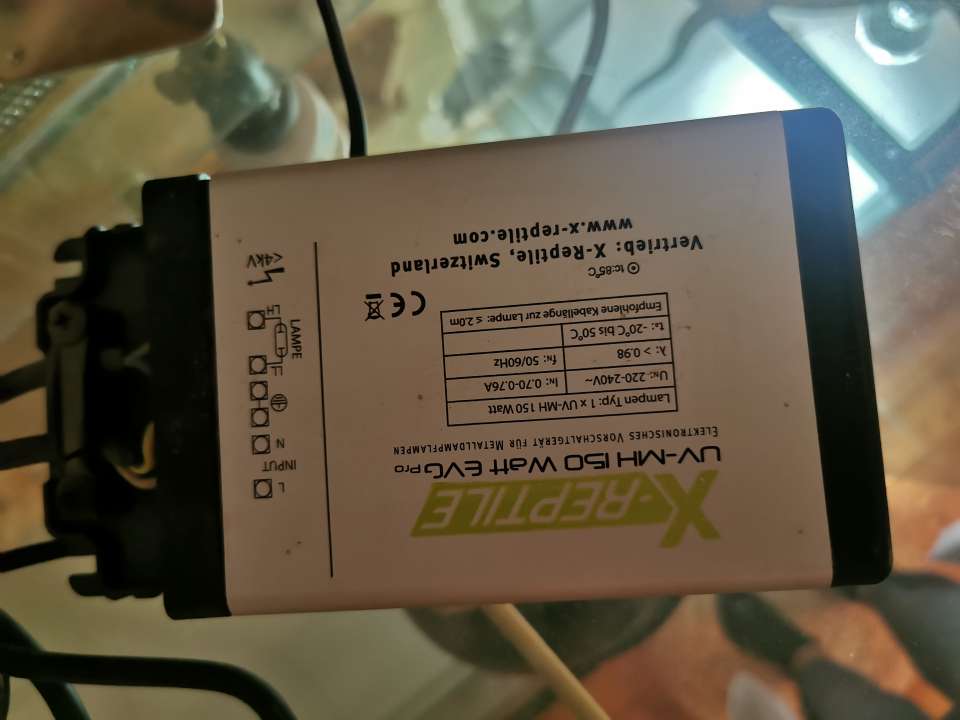 X-REPTILE
UV-MH 150 Watt EVG Pro
ELEKTRONISCHES VORSCHALTGERÄT FÜR METALLDAMPFLAMPEN
Lampen Typ: 1 x UV-MH 150 Watt
UN: 220-240V~ IN: 0.70-0.76A
λ: > 0.98 fN: 50/60Hz
ta: -20°C bis 50°C
Empfohlene Kabellänge zur Lampe: ≤ 2.0m
tc:85°C
CE
Vertrieb: X-Reptile, Switzerland
www.x-reptile.com
L
INPUT
N
LL
LAMPE
LH
<4kV